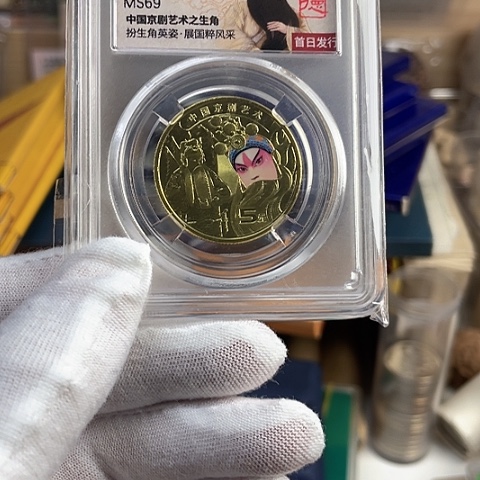 MS69
中国京剧艺术之生角
扮生角英姿·展国粹风采
首日发行
中国京剧艺术
5元